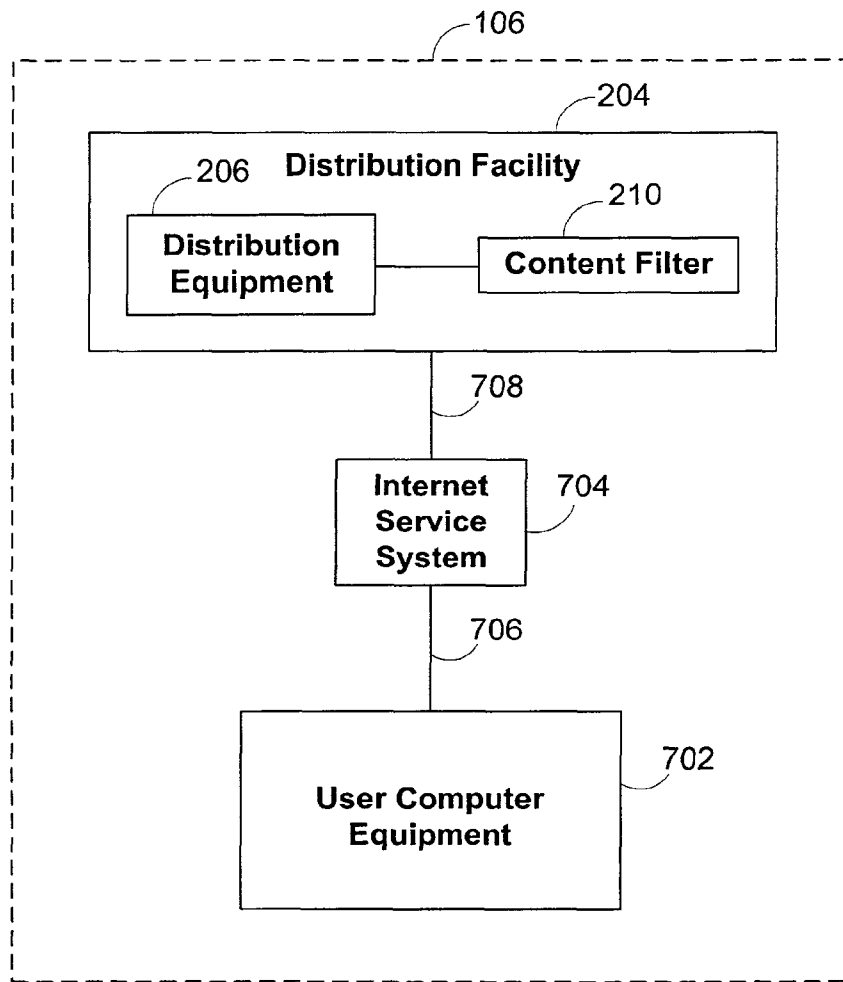 106
204
Distribution Facility
206
210
Distribution
Equipment
Content Filter
708
Internet
Service
System
704
706
702
User Computer
Equipment